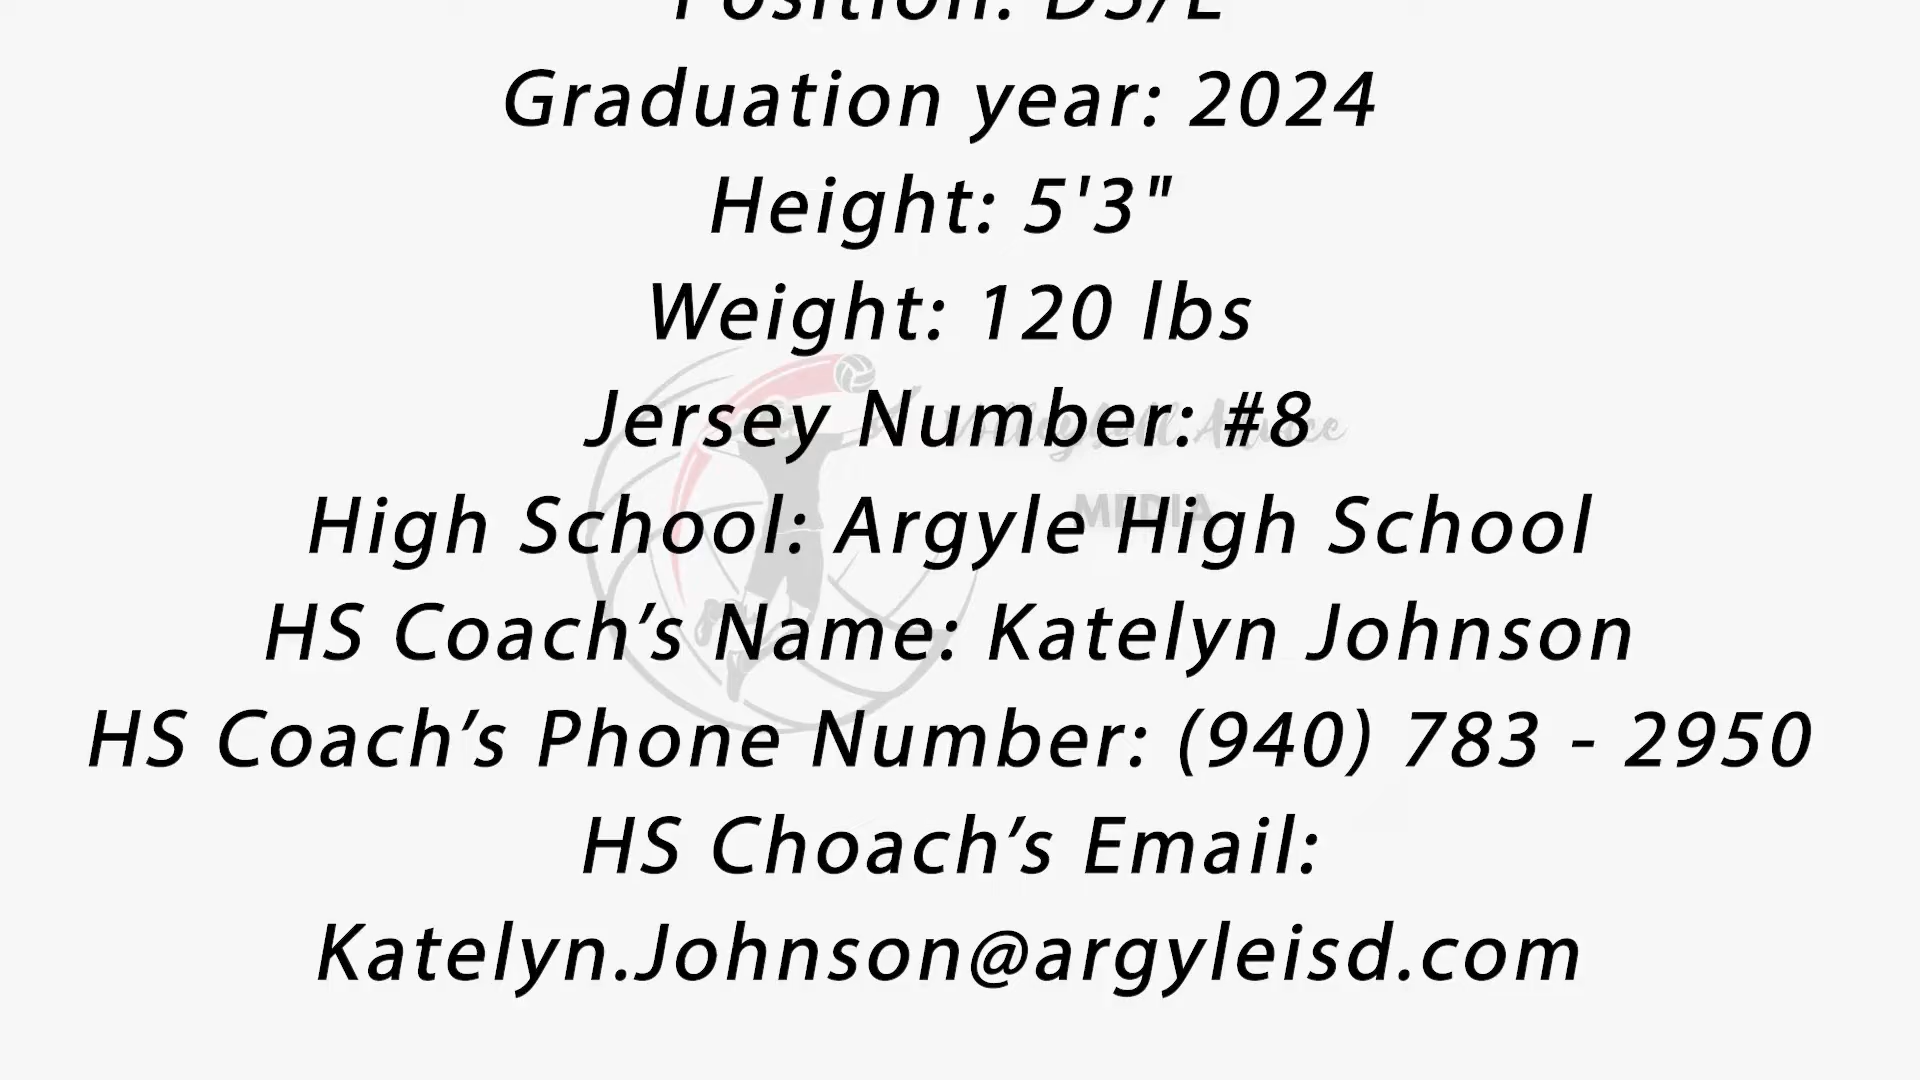 Position: DS/L
Graduation year: 2024
Height: 5'3"
Weight: 120 lbs
Jersey Number: #8
High School: Argyle High School
HS Coach’s Name: Katelyn Johnson
HS Coach’s Phone Number: (940) 783 - 2950
HS Choach’s Email:
Katelyn.Johnson@argyleisd.com
MEDIA